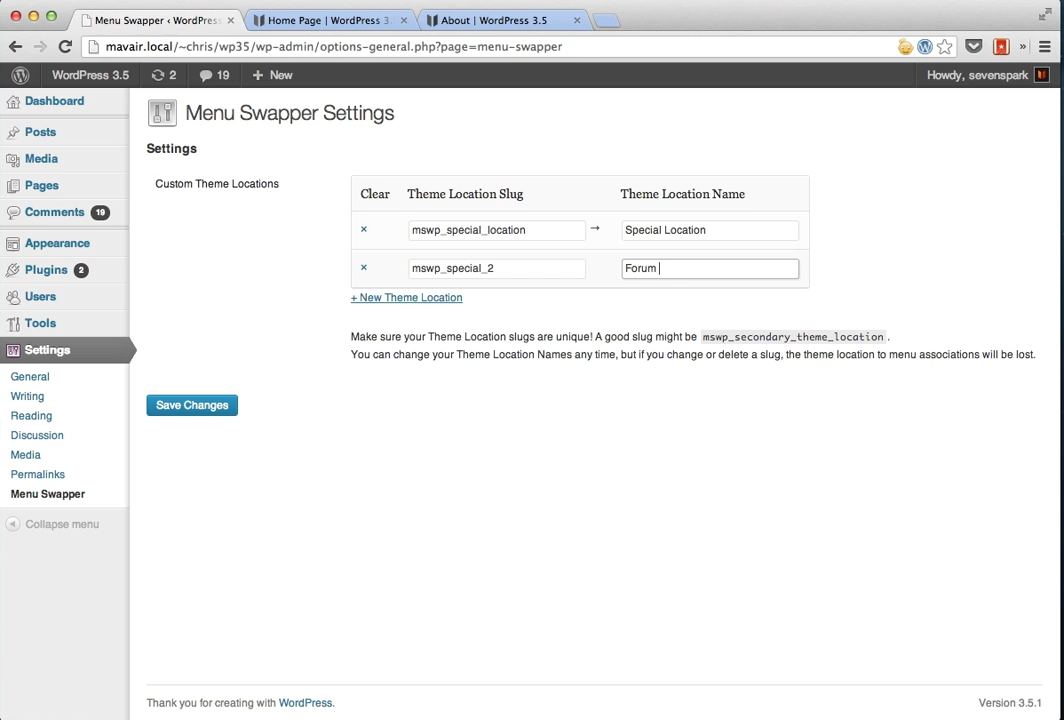 Menu Swapper ‹ WordPress × Home Page | WordPress 3. × About | WordPress 3.5 ×
mavair.local/~chris/wp35/wp-admin/options-general.php?page=menu-swapper »
WordPress 3.5 2 19 + New Howdy, sevenspark
Dashboard
Posts
Media
Pages
Comments 19
Appearance
Plugins 2
Users
Tools
Settings
General
Writing
Reading
Discussion
Media
Permalinks
Menu Swapper
Collapse menu
Menu Swapper Settings
Settings
Custom Theme Locations
Clear Theme Location Slug Theme Location Name
× mswp_special_location → Special Location
× mswp_special_2 Forum
+ New Theme Location
Make sure your Theme Location slugs are unique! A good slug might be mswp_secondary_theme_location .
You can change your Theme Location Names any time, but if you change or delete a slug, the theme location to menu associations will be lost.
Save Changes
Thank you for creating with WordPress. Version 3.5.1